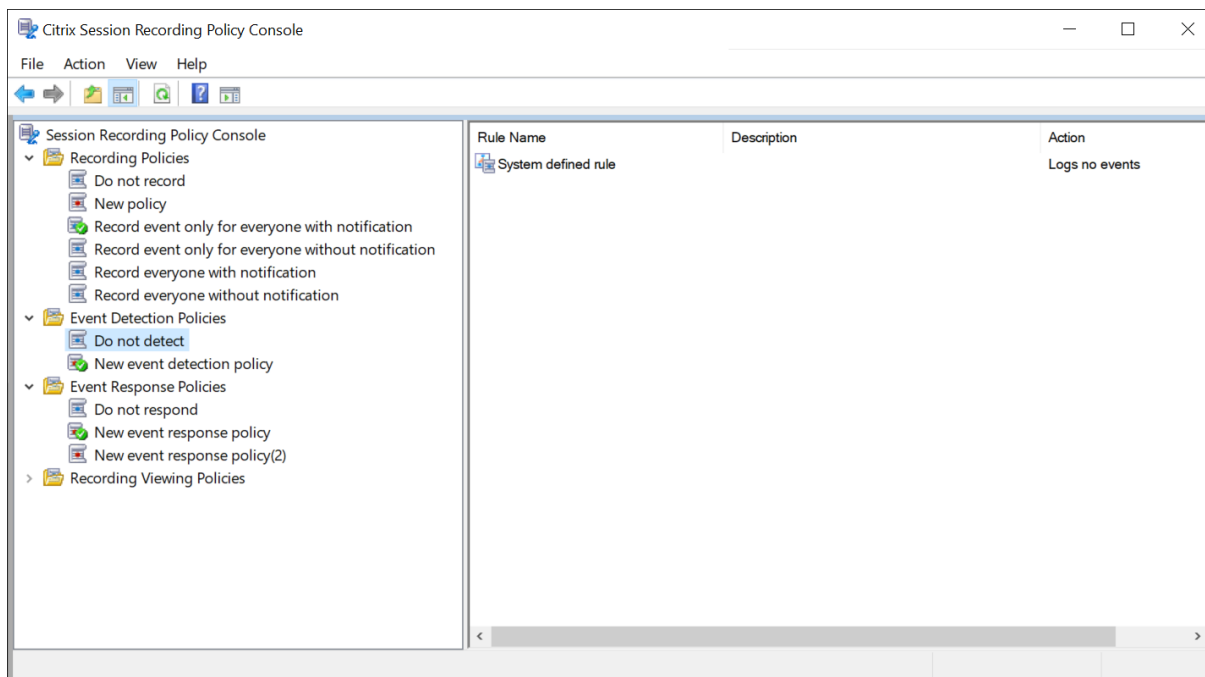 Citrix Session Recording Policy Console
File Action View Help
Session Recording Policy Console
Recording Policies
Do not record
New policy
Record event only for everyone with notification
Record event only for everyone without notification
Record everyone with notification
Record everyone without notification
Event Detection Policies
Do not detect
New event detection policy
Event Response Policies
Do not respond
New event response policy
New event response policy(2)
Recording Viewing Policies
Rule Name Description Action
System defined rule Logs no events